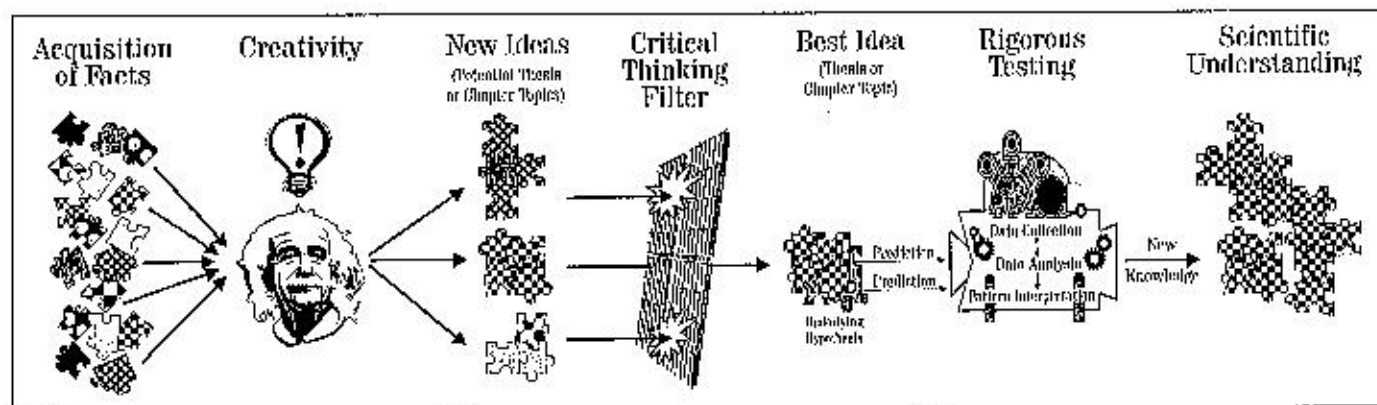 Acquisition
of Facts
Creativity
New Ideas
(Potential Thesis
or Chapter Topics)
Critical
Thinking
Filter
Best Idea
(Thesis or
Chapter Topic)
Rigorous
Testing
Scientific
Understanding
!
Prediction
Prediction
Hypothesis
Data Collection
Data Analysis
Pattern Interpretation
New
Knowledge